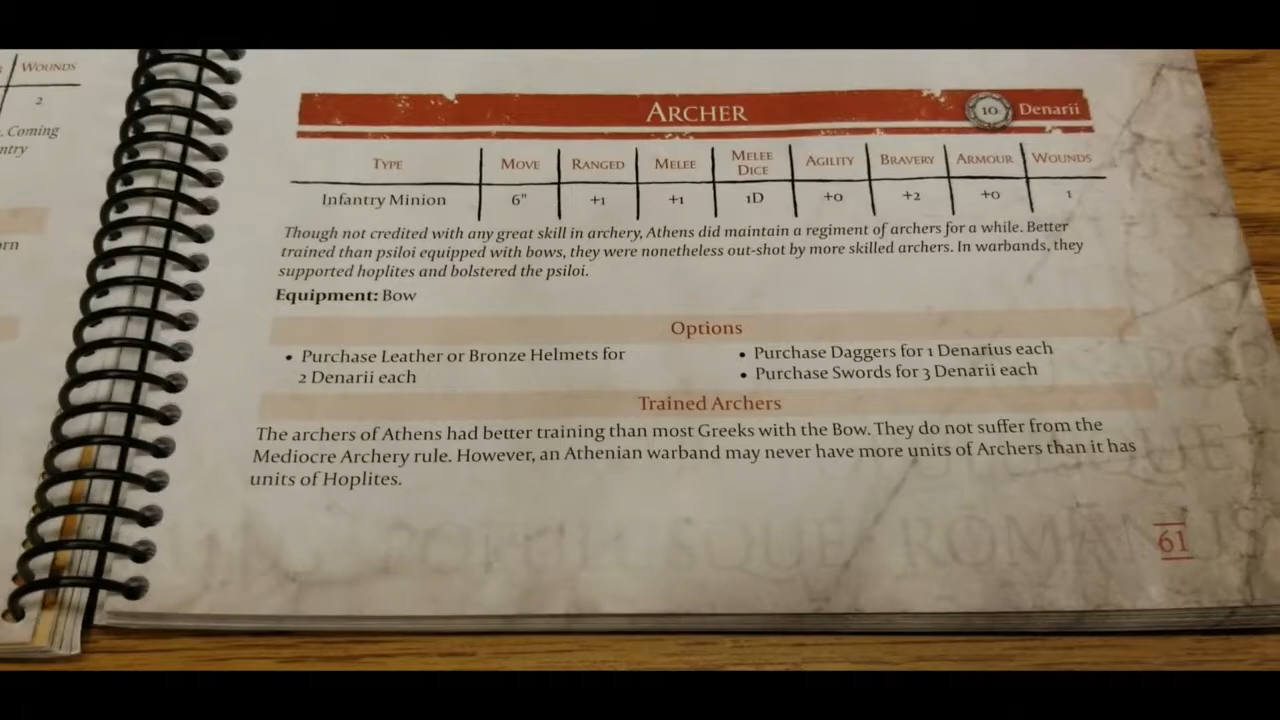 WOUNDS
2
. Coming
ntry
orn
ARCHER
10 Denarii
TYPE MOVE RANGED MELEE MELEE DICE AGILITY BRAVERY ARMOUR WOUNDS
Infantry Minion 6" +1 +1 1D +0 +2 +0 1
Though not credited with any great skill in archery, Athens did maintain a regiment of archers for a while. Better
trained than psiloi equipped with bows, they were nonetheless out-shot by more skilled archers. In warbands, they
supported hoplites and bolstered the psiloi.
Equipment: Bow
Options
• Purchase Leather or Bronze Helmets for
2 Denarii each
• Purchase Daggers for 1 Denarius each
• Purchase Swords for 3 Denarii each
Trained Archers
The archers of Athens had better training than most Greeks with the Bow. They do not suffer from the
Mediocre Archery rule. However, an Athenian warband may never have more units of Archers than it has
units of Hoplites.
61